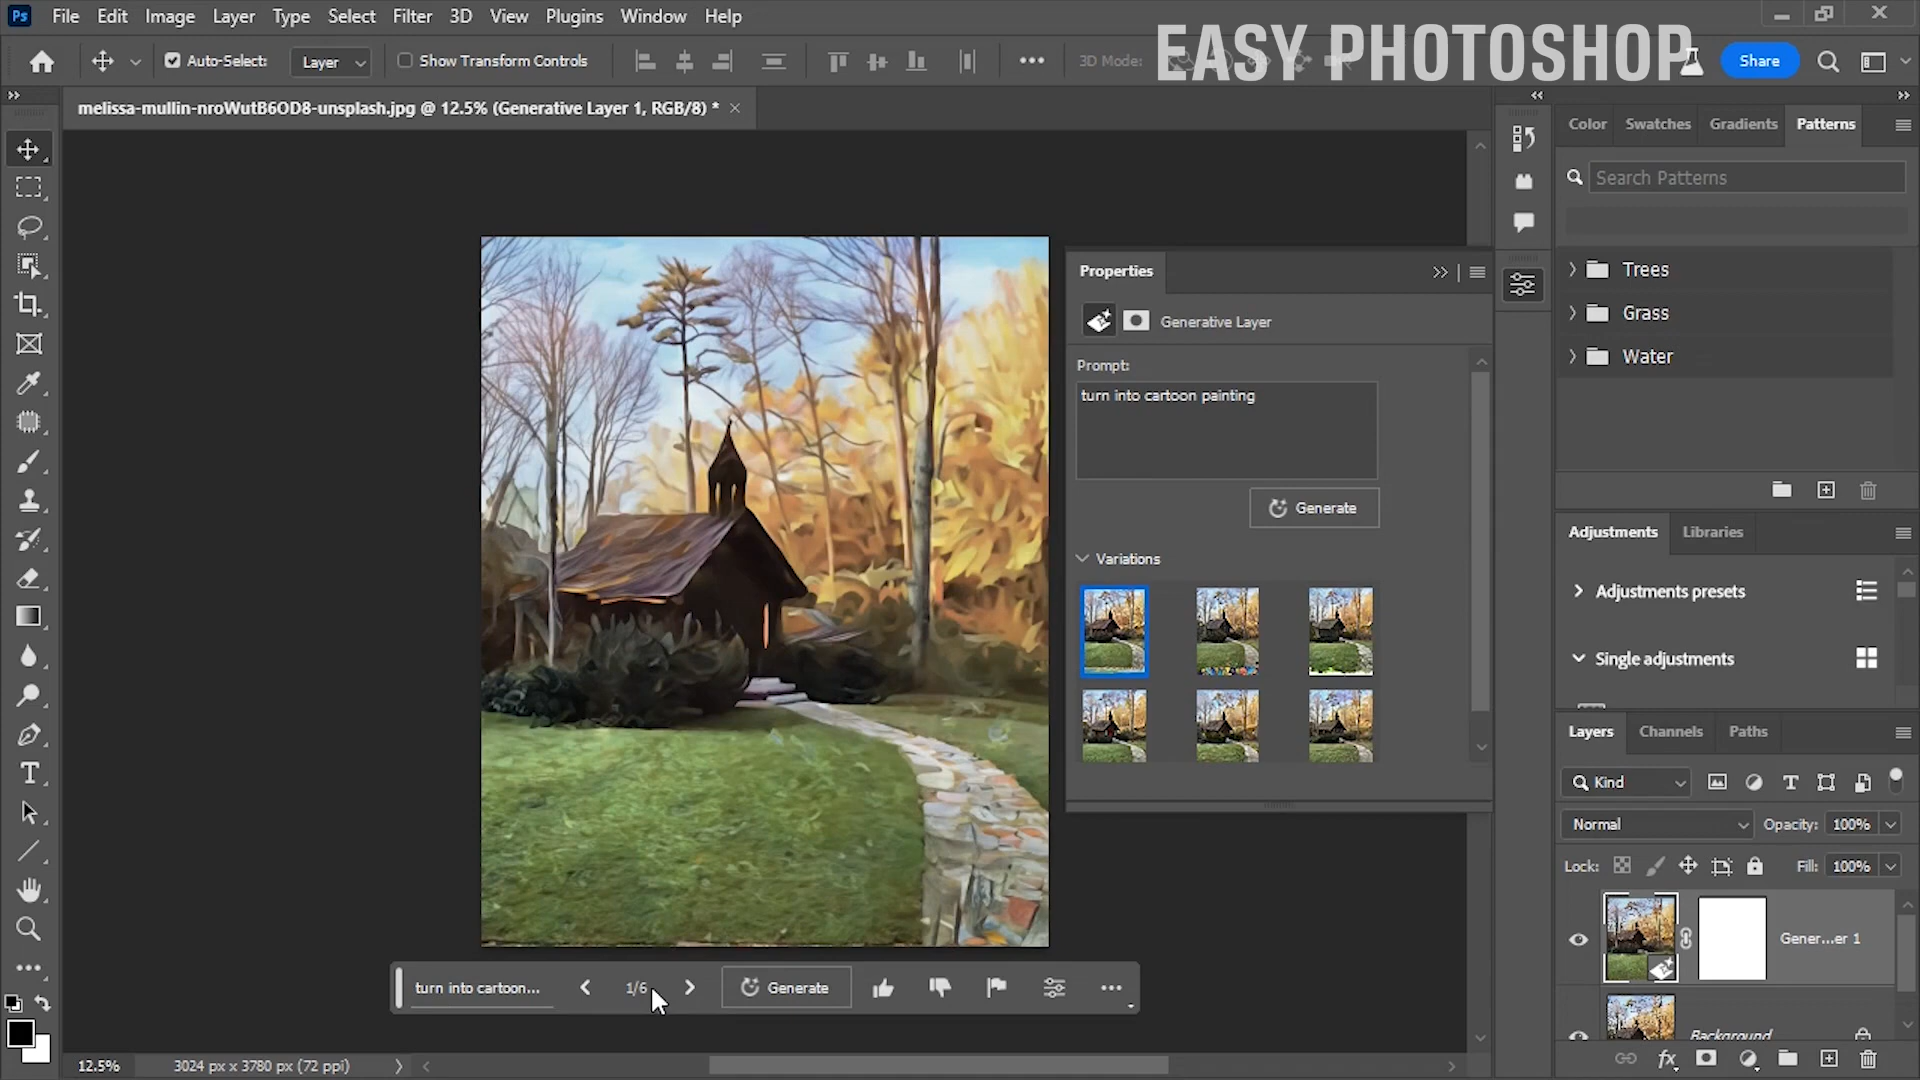 Ps File Edit Image Layer Type Select Filter 3D View Plugins Window Help
EASY PHOTOSHOP
Auto-Select: Layer Show Transform Controls 3D Mode: Share
melissa-mullin-nroWutB6OD8-unsplash.jpg @ 12.5% (Generative Layer 1, RGB/8) *
Color Swatches Gradients Patterns
Search Patterns
Trees
Grass
Water
Properties
Generative Layer
Prompt:
turn into cartoon painting
Generate
Variations
Adjustments Libraries
Adjustments presets
Single adjustments
Layers Channels Paths
Kind
Normal Opacity: 100%
Lock: Fill: 100%
Gener...er 1
Background
turn into cartoon... 1/6 Generate
12.5% 3024 px x 3780 px (72 ppi)